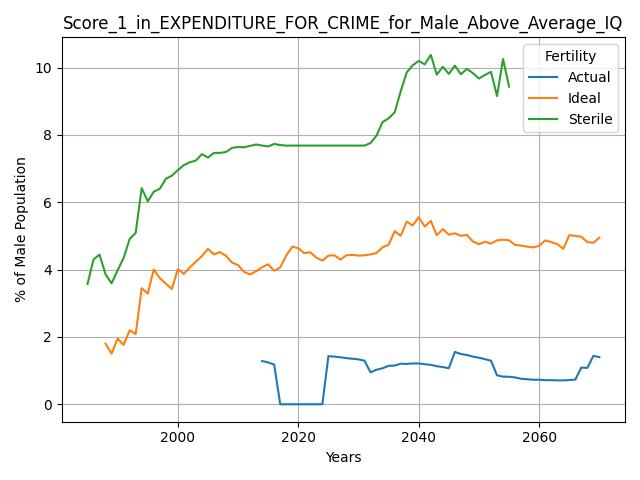 Score_1_in_EXPENDITURE_FOR_CRIME_for_Male_Above_Average_IQ
Fertility
Actual
Ideal
Sterile
% of Male Population
10
8
6
4
2
0
2000 2020 2040 2060
Years